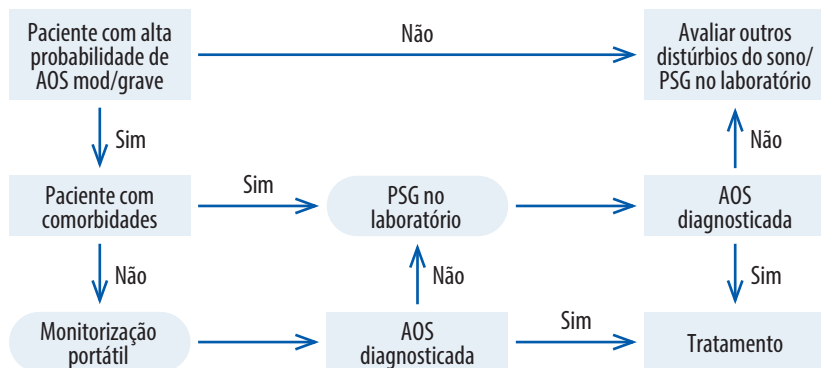 Paciente com alta
probabilidade de
AOS mod/grave
Não
Avaliar outros
distúrbios do sono/
PSG no laboratório
Sim
Não
Paciente com
comorbidades
Sim
PSG no
laboratório
AOS
diagnosticada
Não
Não
Sim
Monitorização
portátil
AOS
diagnosticada
Sim
Tratamento